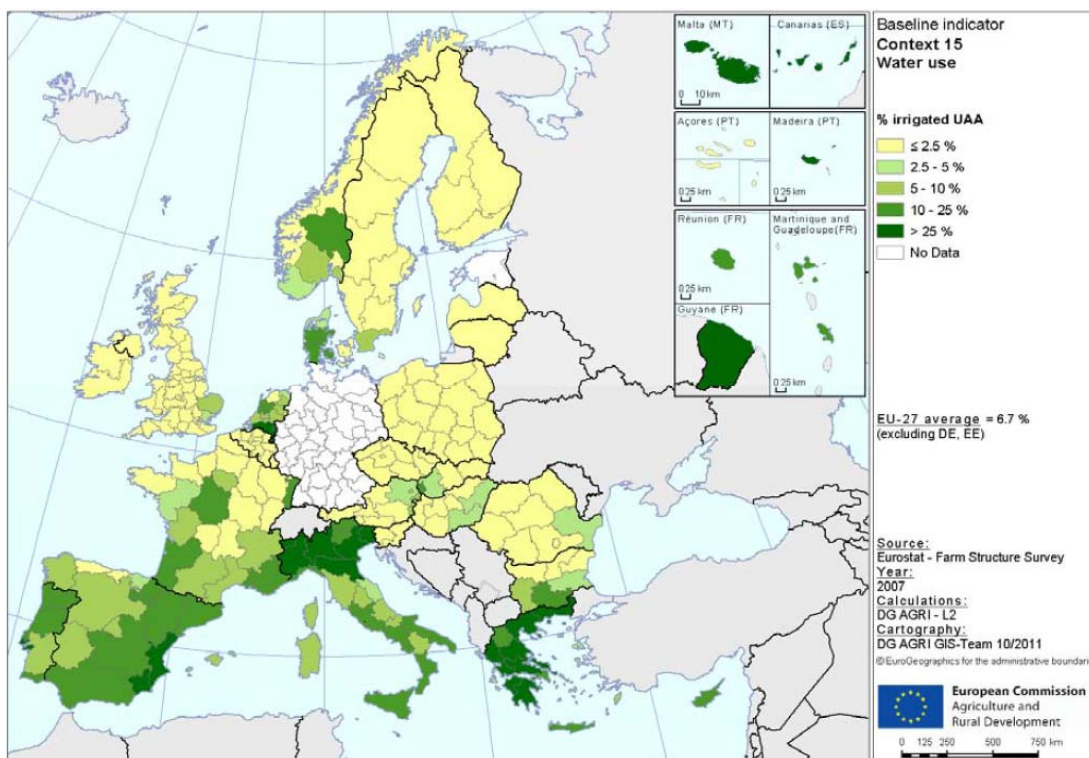 Malta (MT)
0 10 km
Canarias (ES)
Açores (PT)
0 25 km
Madeira (PT)
0 25 km
Réunion (FR)
0 25 km
Martinique and
Guadeloupe(FR)
0 25 km
Guyane (FR)
Baseline indicator
Context 15
Water use
% irrigated UAA
≤ 2.5 %
2.5 - 5 %
5 - 10 %
10 - 25 %
> 25 %
No Data
EU-27 average = 6.7 %
(excluding DE, EE)
Source:
Eurostat - Farm Structure Survey
Year:
2007
Calculations:
DG AGRI - L2
Cartography:
DG AGRI GIS-Team 10/2011
©EuroGeographics for the administrative boundari
European Commission
Agriculture and
Rural Development
0 125 250 500 750 km